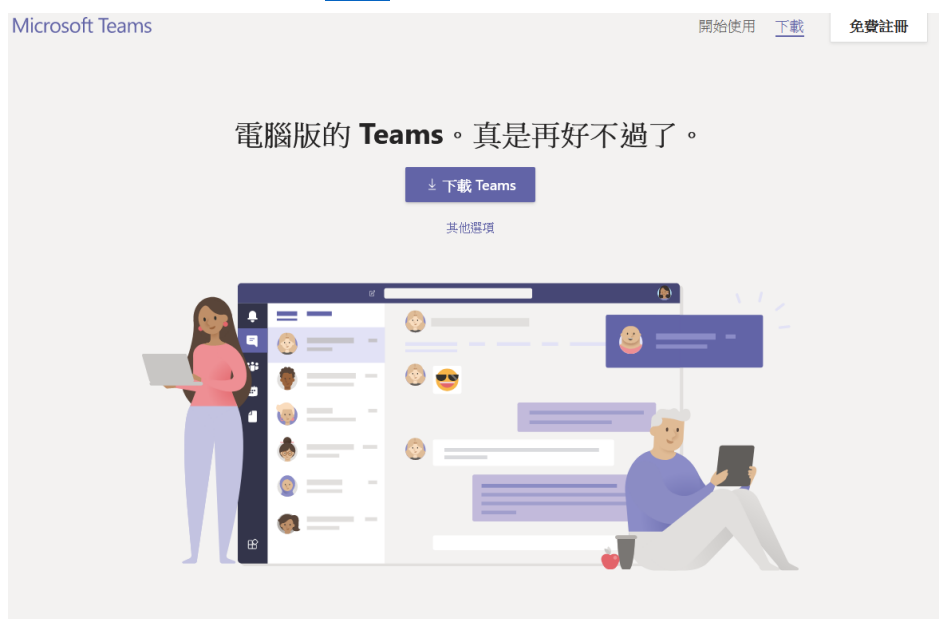 Microsoft Teams
開始使用
下載
免費註冊
電腦版的 Teams。真是再好不過了。
下載 Teams
其他選項